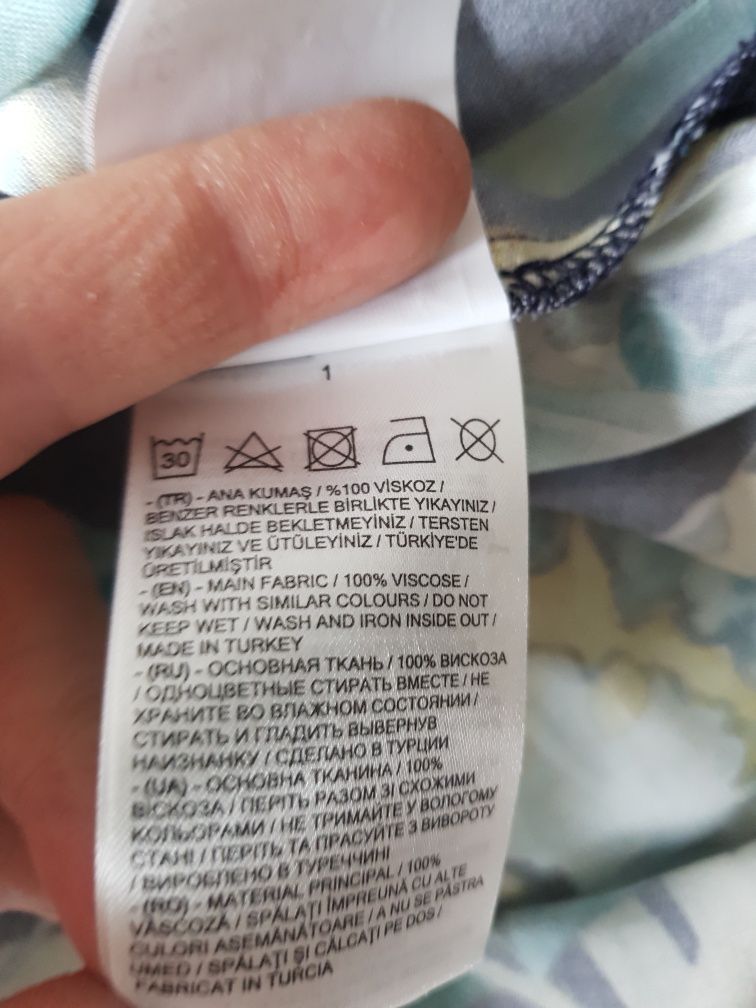 1
30
- (TR) - ANA KUMAŞ / %100 VİSKOZ /
BENZER RENKLERLE BİRLİKTE YIKAYINIZ /
ISLAK HALDE BEKLETMEYİNİZ / TERSTEN
YIKAYINIZ VE ÜTÜLEYİNİZ / TÜRKİYE'DE
ÜRETİLMİŞTİR
- (EN) - MAIN FABRIC / 100% VISCOSE /
WASH WITH SIMILAR COLOURS / DO NOT
KEEP WET / WASH AND IRON INSIDE OUT /
MADE IN TURKEY
- (RU) - ОСНОВНАЯ ТКАНЬ / 100% ВИСКОЗА
/ ОДНОЦВЕТНЫЕ СТИРАТЬ ВМЕСТЕ / НЕ
ХРАНИТЕ ВО ВЛАЖНОМ СОСТОЯНИИ /
СТИРАТЬ И ГЛАДИТЬ ВЫВЕРНУВ
НАИЗНАНКУ / СДЕЛАНО В ТУРЦИИ
- (UA) - ОСНОВНА ТКАНИНА / 100%
ВІСКОЗА / ПЕРІТЬ РАЗОМ ЗІ СХОЖИМИ
КОЛЬОРАМИ / НЕ ТРИМАЙТЕ У ВОЛОГОМУ
СТАНІ / ПЕРІТЬ ТА ПРАСУЙТЕ З ВИВОРОТУ
/ ВИРОБЛЕНО В ТУРЕЧЧИНІ
- (RO) - MATERIAL PRINCIPAL / 100%
VÂSCOZĂ / SPĂLAȚI ÎMPREUNĂ CU ALTE
CULORI ASEMĂNĂTOARE / A NU SE PĂSTRA
UMED / SPĂLAȚI ȘI CĂLCAȚI PE DOS /
FABRICAT IN TURCIA